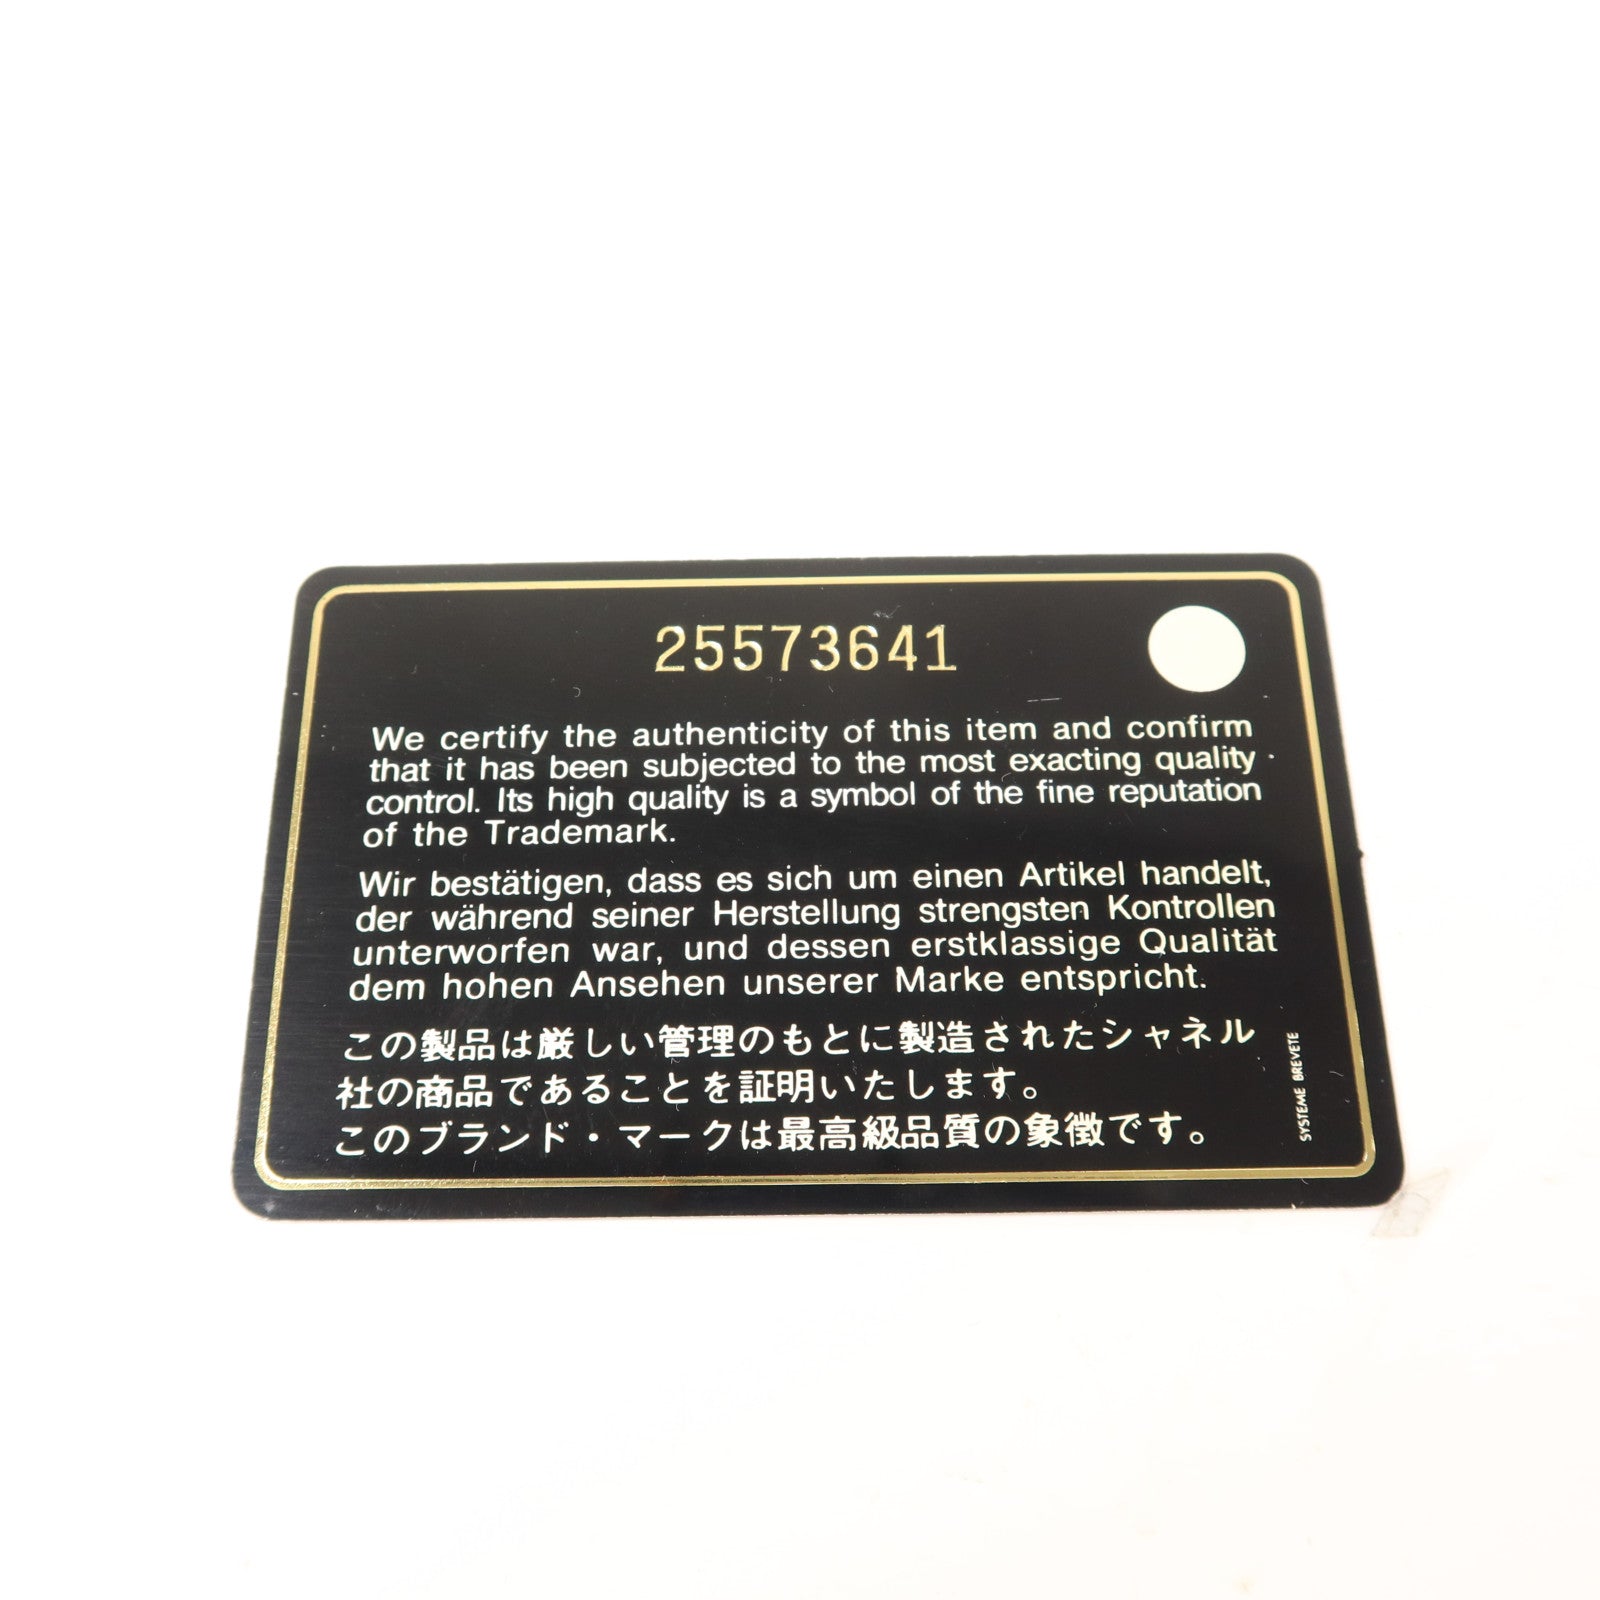 25573641
We certify the authenticity of this item and confirm
that it has been subjected to the most exacting quality
control. Its high quality is a symbol of the fine reputation
of the Trademark.
Wir bestätigen, dass es sich um einen Artikel handelt,
der während seiner Herstellung strengsten Kontrollen
unterworfen war, und dessen erstklassige Qualität
dem hohen Ansehen unserer Marke entspricht.
この製品は厳しい管理のもとに製造されたシャネル
社の商品であることを証明いたします。
このブランド・マークは最高級品質の象徴です。
SYSTEME BREVETE